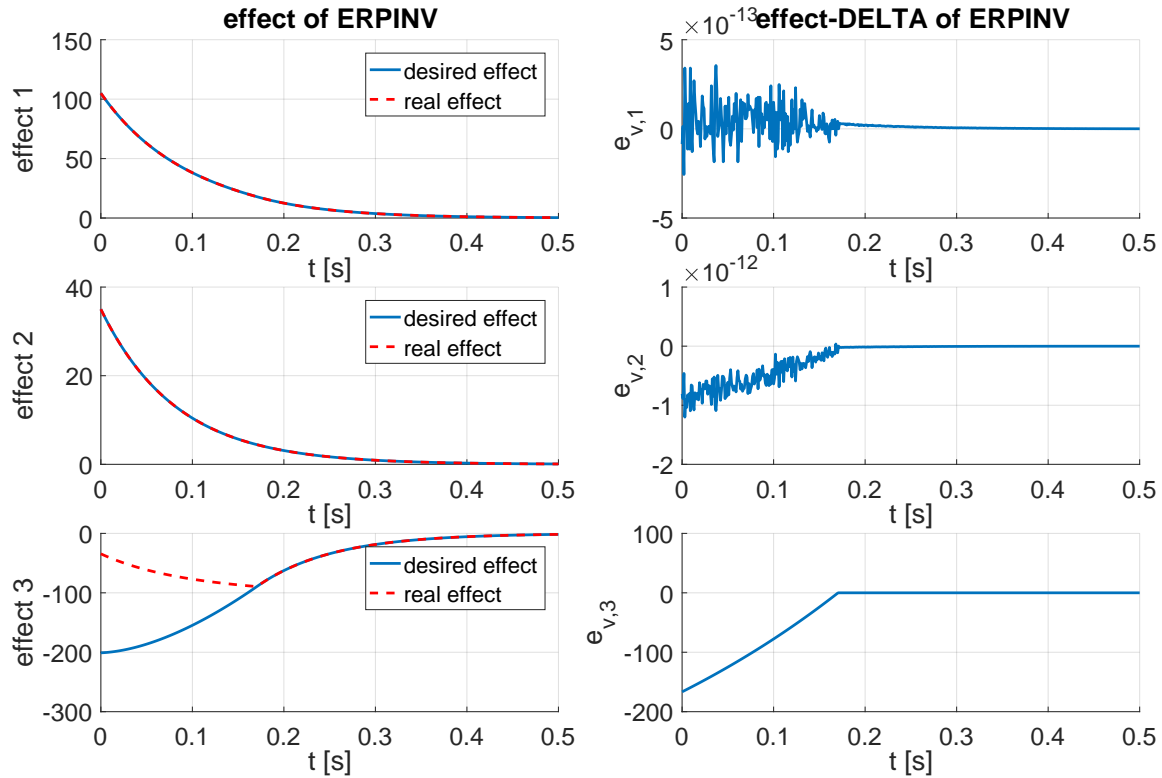 effect of ERPINV
150
100
50
0
effect 1
desired effect
real effect
0 0.1 0.2 0.3 0.4 0.5
t [s]
effect-DELTA of ERPINV
×10-13
5
0
-5
ev,1
0 0.1 0.2 0.3 0.4 0.5
t [s]
40
20
0
effect 2
desired effect
real effect
0 0.1 0.2 0.3 0.4 0.5
t [s]
×10-12
1
0
-1
-2
ev,2
0 0.1 0.2 0.3 0.4 0.5
t [s]
0
-100
-200
-300
effect 3
desired effect
real effect
0 0.1 0.2 0.3 0.4 0.5
t [s]
100
0
-100
-200
ev,3
0 0.1 0.2 0.3 0.4 0.5
t [s]